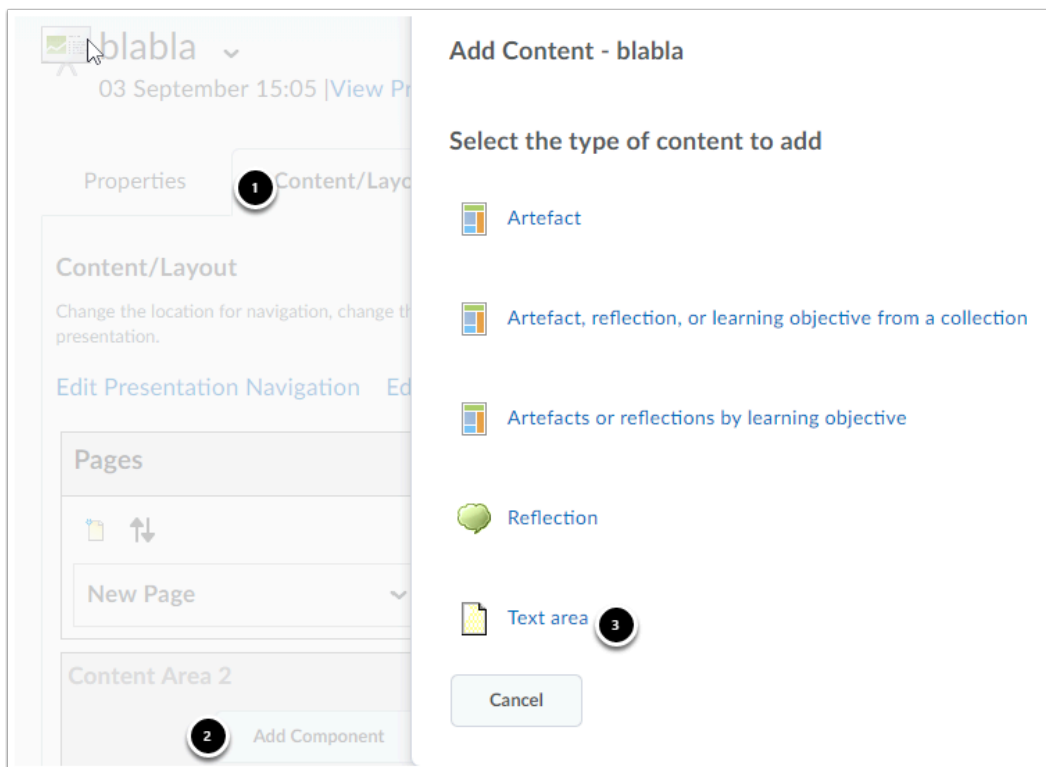 blabla
03 September 15:05 |View Pr
Properties
1
Content/Layo
Content/Layout
Change the location for navigation, change th
presentation.
Edit Presentation Navigation Ed
Pages
New Page
Content Area 2
2
Add Component
Add Content - blabla
Select the type of content to add
Artefact
Artefact, reflection, or learning objective from a collection
Artefacts or reflections by learning objective
Reflection
Text area
3
Cancel